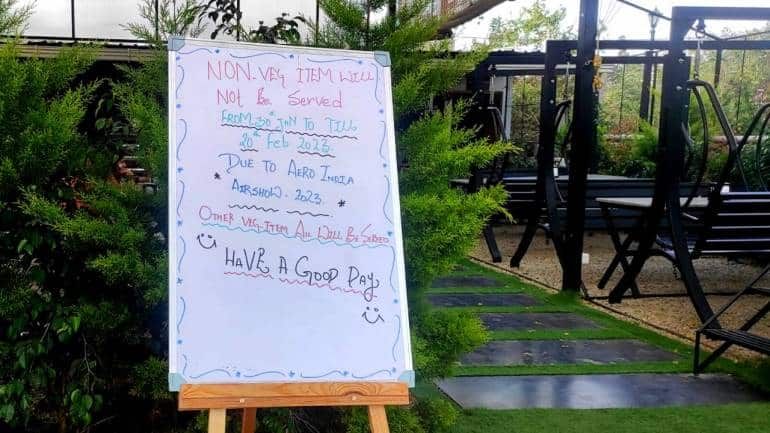 NON. VEG ITEM WILL
Not Be Served
FROM 30th JAN TO TILL
20th Feb 2023.
DUE TO AERO INDIA
* AIRSHOW. 2023. *
OTHER VEG. ITEM ALL WILL BE SERVED
HAVE A GOOD DAY